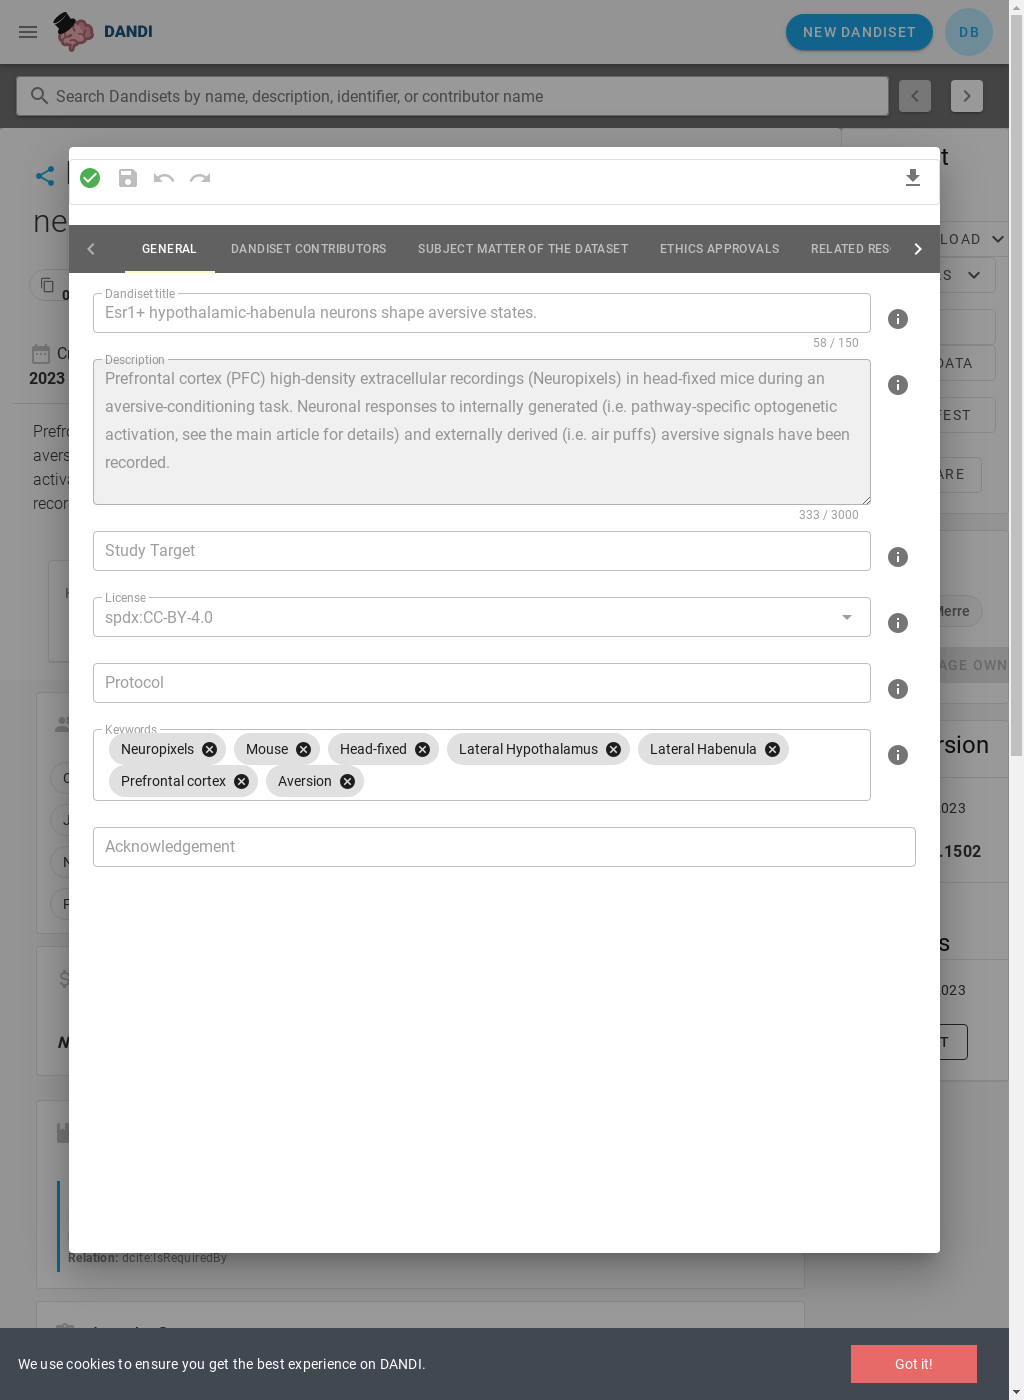 DANDI
NEW DANDISET
DB
Search Dandisets by name, description, identifier, or contributor name
GENERAL
DANDISET CONTRIBUTORS
SUBJECT MATTER OF THE DATASET
ETHICS APPROVALS
RELATED RES
Dandiset title
Esr1+ hypothalamic-habenula neurons shape aversive states.
58 / 150
Description
Prefrontal cortex (PFC) high-density extracellular recordings (Neuropixels) in head-fixed mice during an
aversive-conditioning task. Neuronal responses to internally generated (i.e. pathway-specific optogenetic
activation, see the main article for details) and externally derived (i.e. air puffs) aversive signals have been
recorded.
333 / 3000
Study Target
License
spdx:CC-BY-4.0
Protocol
Keywords
Neuropixels
Mouse
Head-fixed
Lateral Hypothalamus
Lateral Habenula
Prefrontal cortex
Aversion
Acknowledgement
ne
2023
Prefr
avers
activa
recor
LOAD
DATA
FEST
ARE
Merre
AGE OWN
rsion
023
.1502
023
Relation: dcite:IsRequiredBy
We use cookies to ensure you get the best experience on DANDI.
Got it!